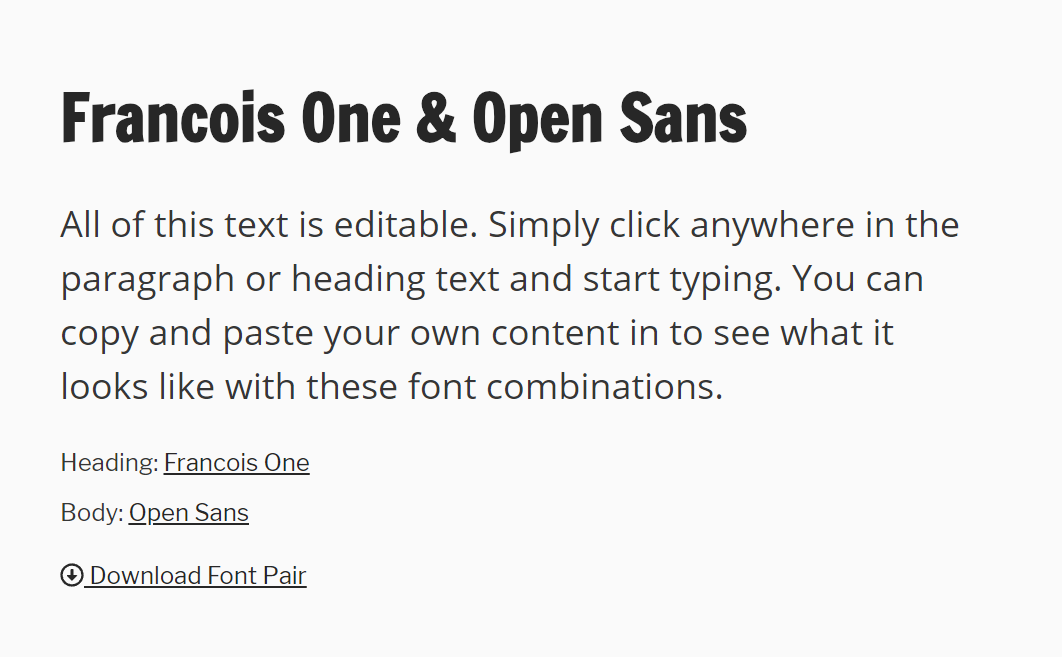 Francois One & Open Sans
All of this text is editable. Simply click anywhere in the
paragraph or heading text and start typing. You can
copy and paste your own content in to see what it
looks like with these font combinations.
Heading: Francois One
Body: Open Sans
Download Font Pair